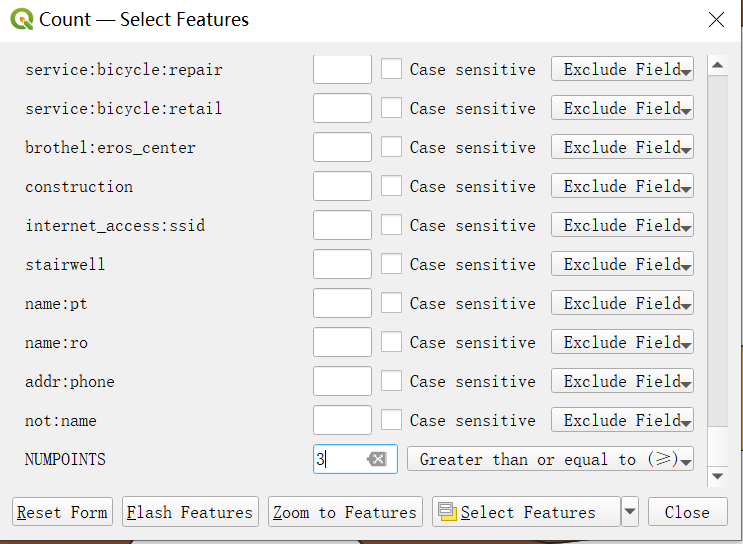 Count — Select Features
service:bicycle:repair Case sensitive Exclude Field
service:bicycle:retail Case sensitive Exclude Field
brothel:eros_center Case sensitive Exclude Field
construction Case sensitive Exclude Field
internet_access:ssid Case sensitive Exclude Field
stairwell Case sensitive Exclude Field
name:pt Case sensitive Exclude Field
name:ro Case sensitive Exclude Field
addr:phone Case sensitive Exclude Field
not:name Case sensitive Exclude Field
NUMPOINTS 3 Greater than or equal to (≥)
Reset Form Flash Features Zoom to Features Select Features Close